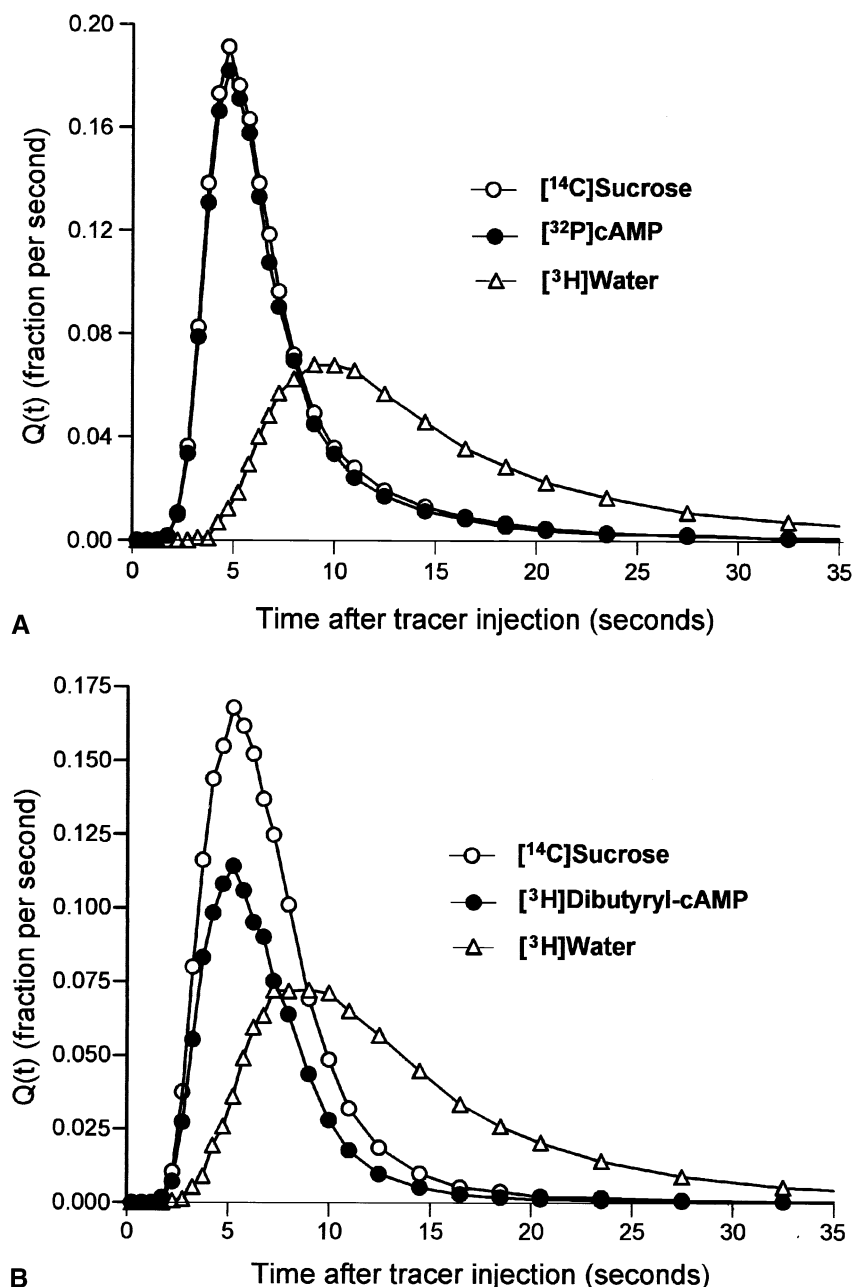 0.20
0.16
0.12
0.08
0.04
0.00
Q(t) (fraction per second)
[¹⁴C]Sucrose
[³²P]cAMP
[³H]Water
0 5 10 15 20 25 30 35
Time after tracer injection (seconds)
A
0.175
0.150
0.125
0.100
0.075
0.050
0.025
0.000
Q(t) (fraction per second)
[¹⁴C]Sucrose
[³H]Dibutyryl-cAMP
[³H]Water
0 5 10 15 20 25 30 35
Time after tracer injection (seconds)
B